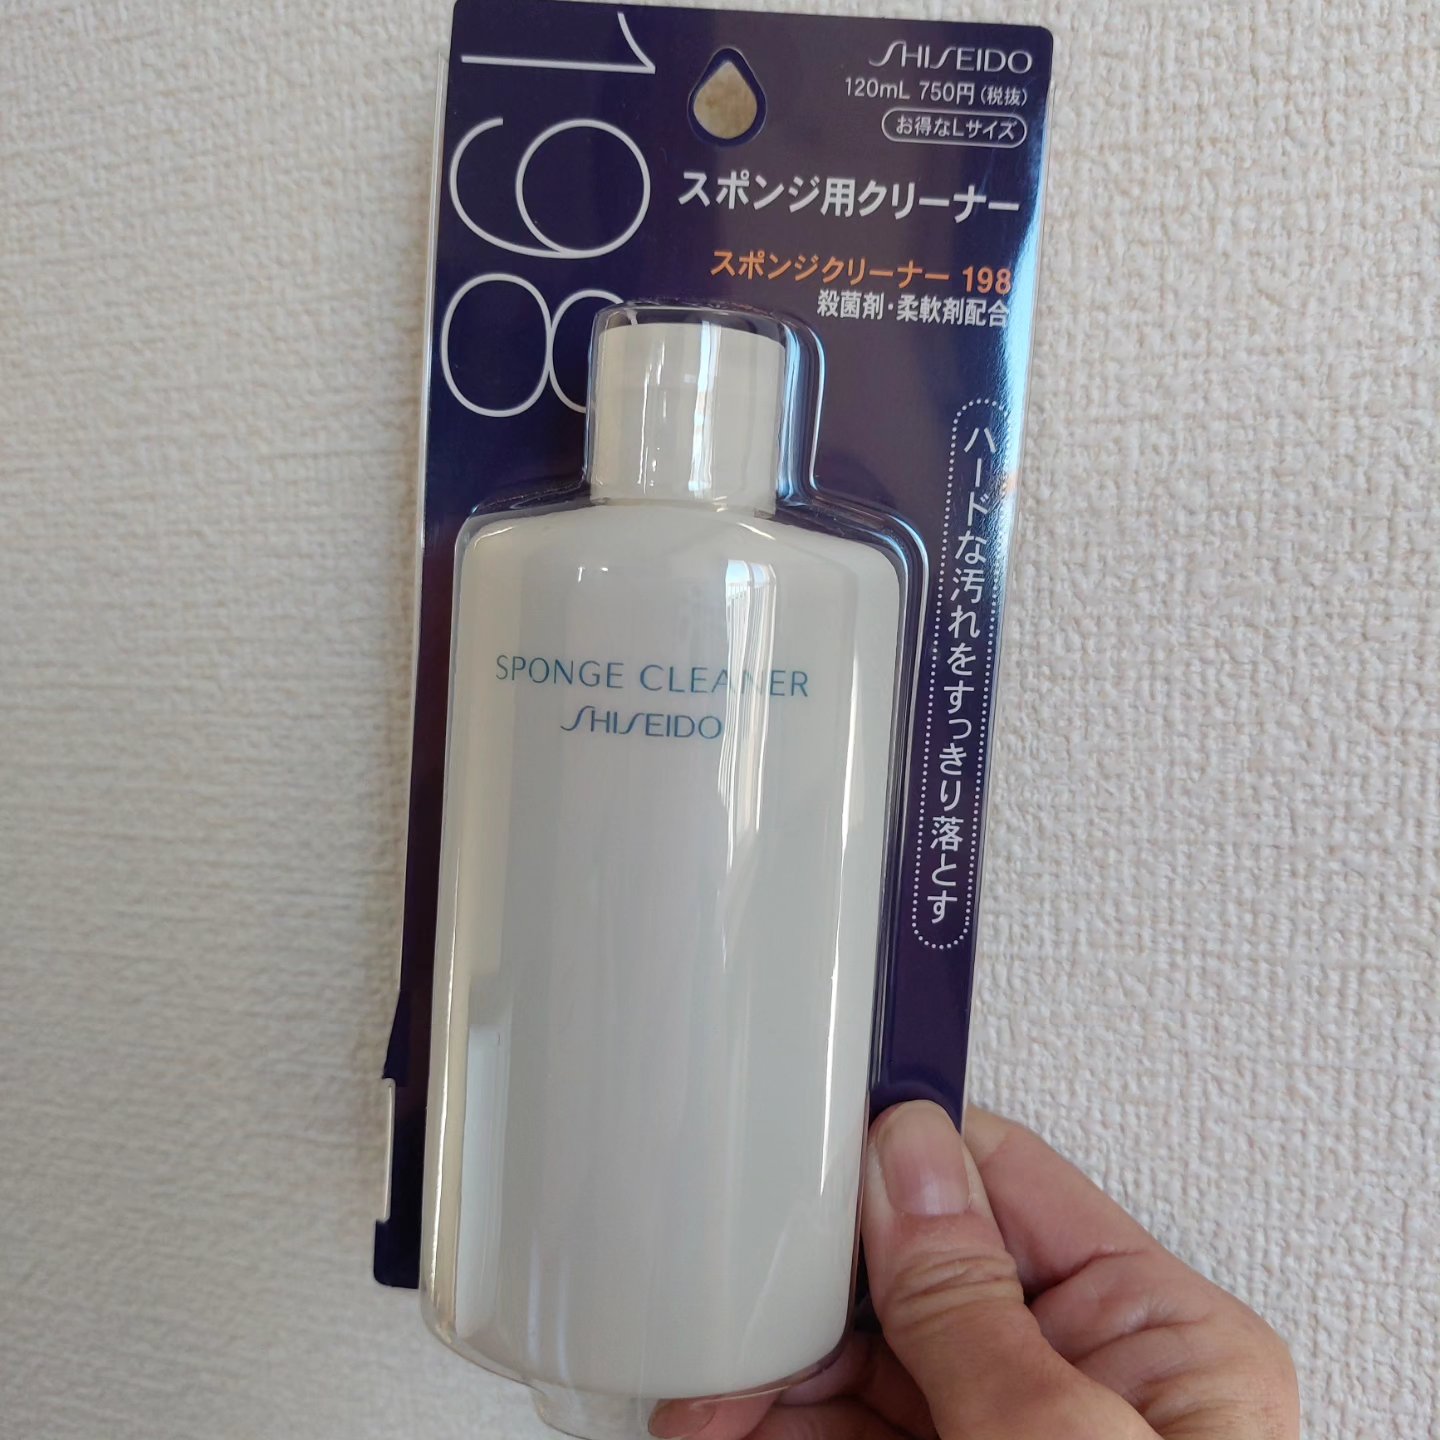 198
SHISEIDO
120mL 750円(税抜)
お得なLサイズ
スポンジ用クリーナー
スポンジクリーナー 198
殺菌剤・柔軟剤配合
ハードな汚れをすっきり落とす
SPONGE CLEANER
SHISEIDO